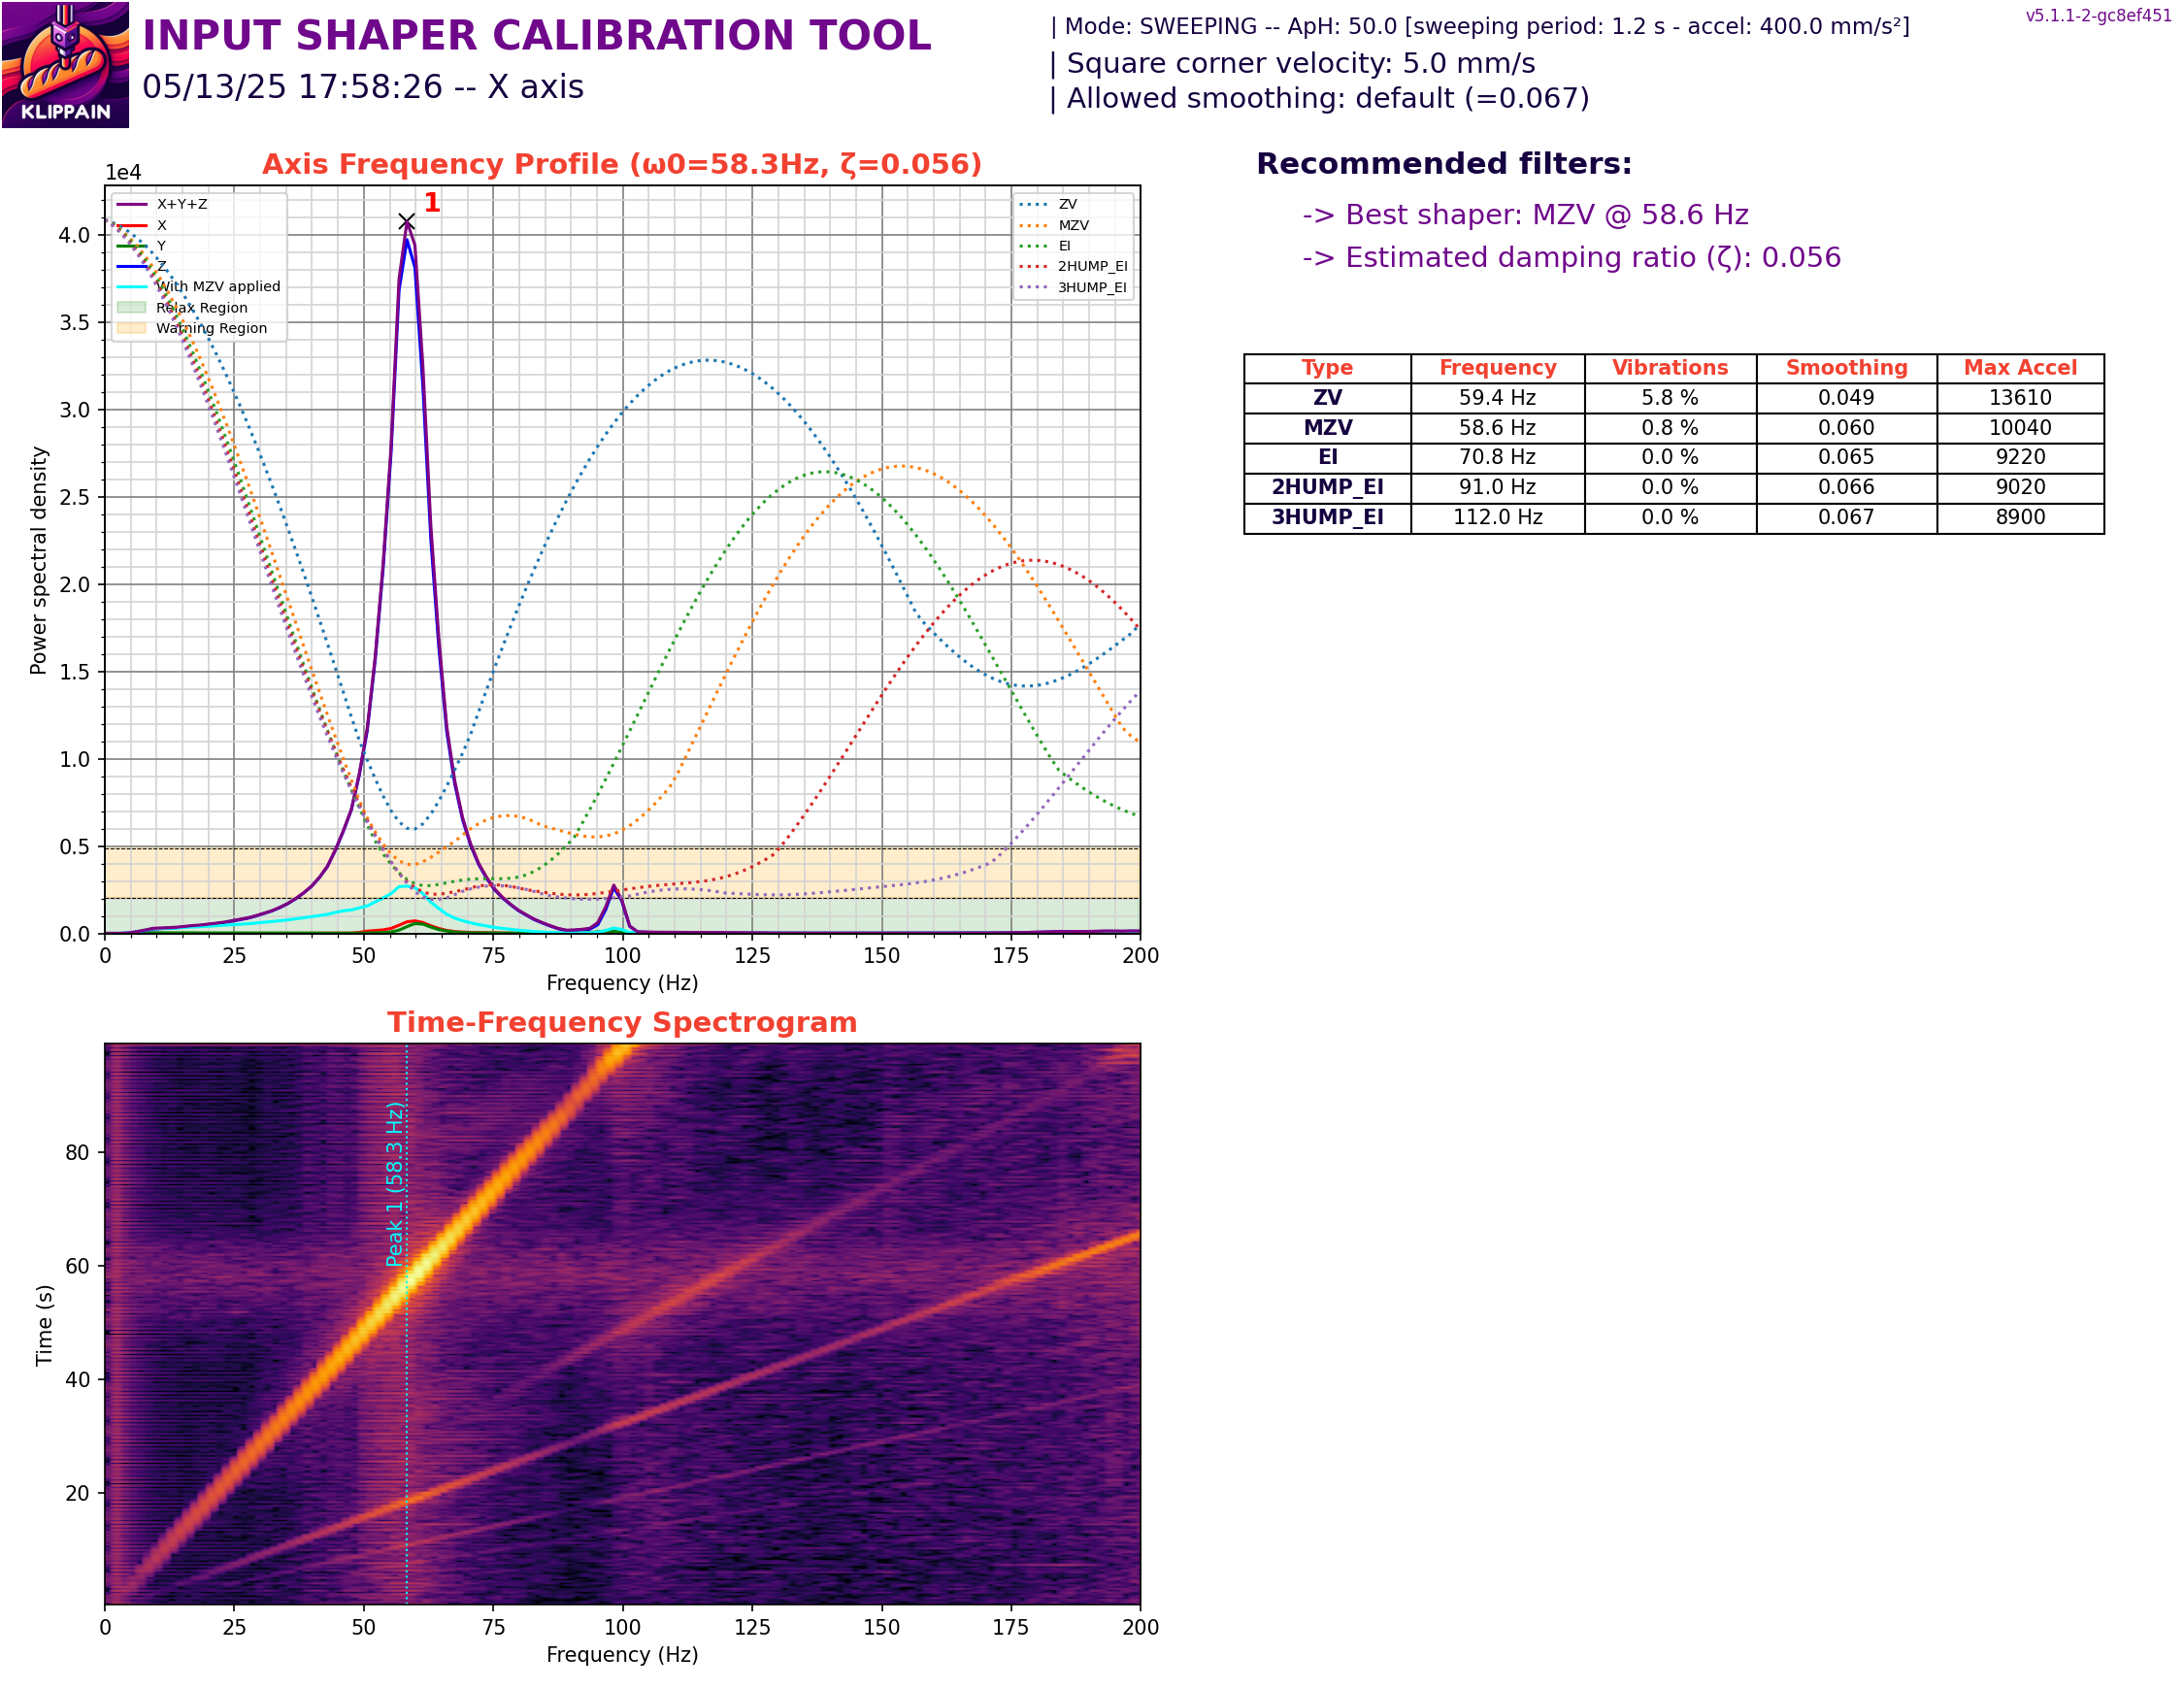 INPUT SHAPER CALIBRATION TOOL
05/13/25 17:58:26 -- X axis
KLIPPAIN
| Mode: SWEEPING -- ApH: 50.0 [sweeping period: 1.2 s - accel: 400.0 mm/s²]
| Square corner velocity: 5.0 mm/s
| Allowed smoothing: default (=0.067)
v5.1.1-2-gc8ef451
Axis Frequency Profile (ω0=58.3Hz, ζ=0.056)
1e4
X+Y+Z
X
Y
Z
With MZV applied
Relax Region
Warning Region
1
ZV
MZV
EI
2HUMP_EI
3HUMP_EI
Power spectral density
4.0
3.5
3.0
2.5
2.0
1.5
1.0
0.5
0.0
0 25 50 75 100 125 150 175 200
Frequency (Hz)
Recommended filters:
-> Best shaper: MZV @ 58.6 Hz
-> Estimated damping ratio (ζ): 0.056
Type Frequency Vibrations Smoothing Max Accel
ZV 59.4 Hz 5.8 % 0.049 13610
MZV 58.6 Hz 0.8 % 0.060 10040
EI 70.8 Hz 0.0 % 0.065 9220
2HUMP_EI 91.0 Hz 0.0 % 0.066 9020
3HUMP_EI 112.0 Hz 0.0 % 0.067 8900
Time-Frequency Spectrogram
Peak 1 (58.3 Hz)
Time (s)
80
60
40
20
0 25 50 75 100 125 150 175 200
Frequency (Hz)